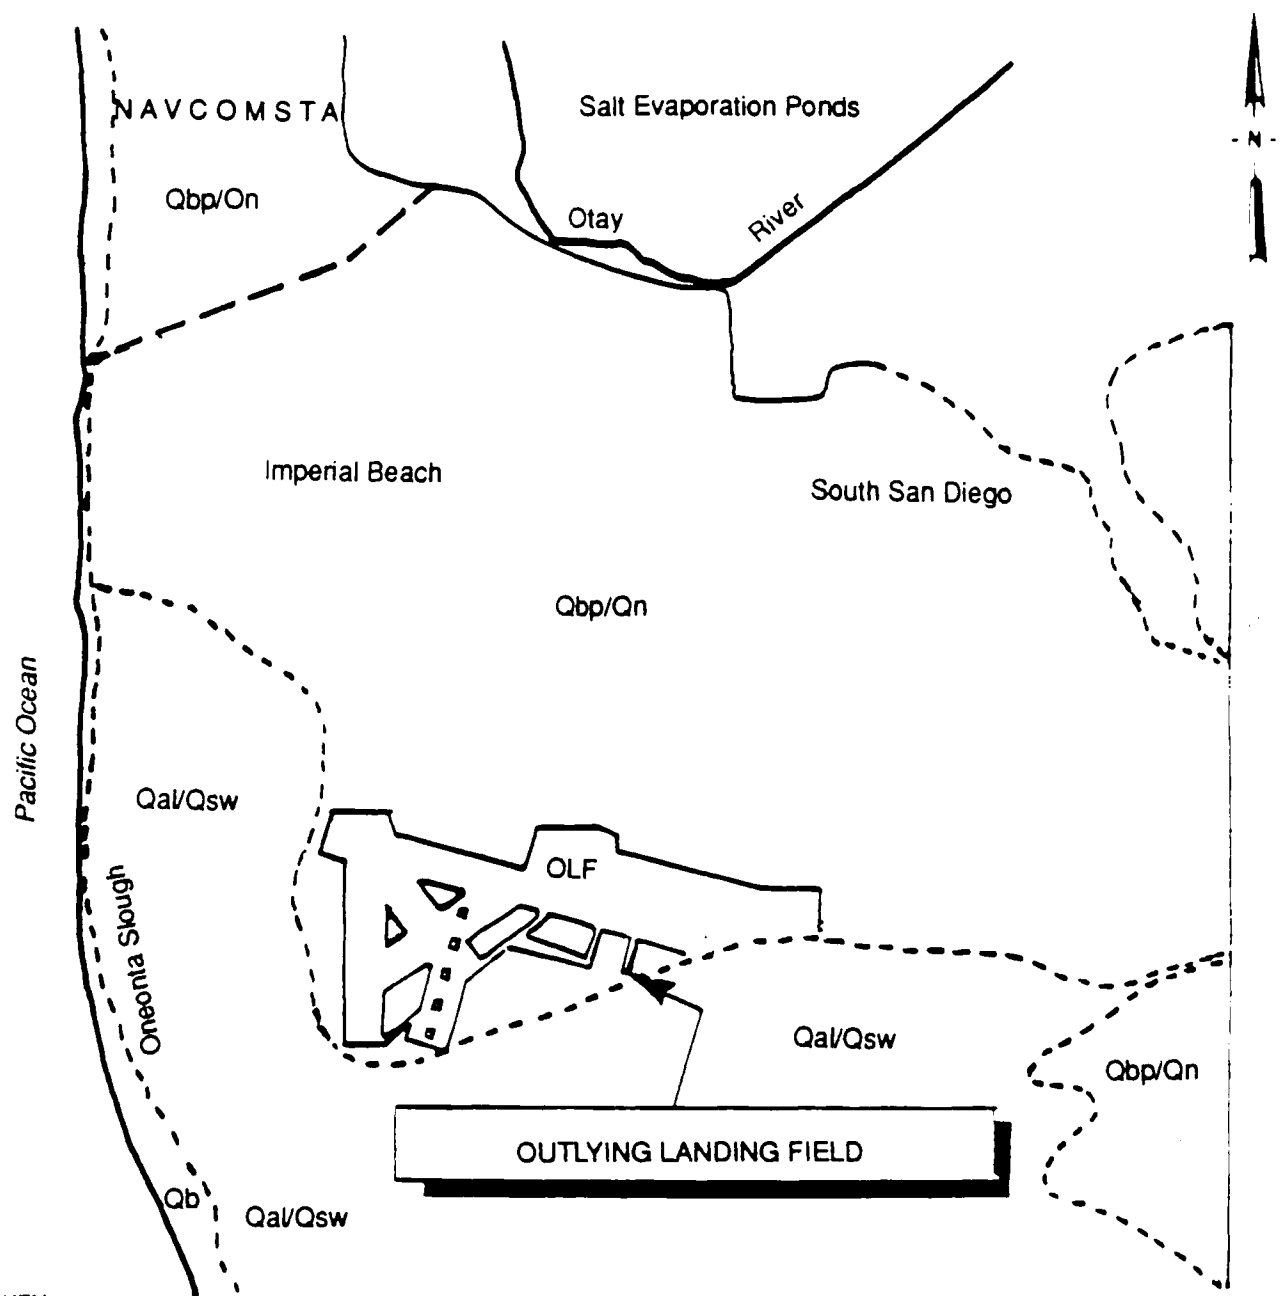 NAVCOMSTA
Salt Evaporation Ponds
- N -
Qbp/Qn
Otay
River
Imperial Beach
South San Diego
Qbp/Qn
Pacific Ocean
Qal/Qsw
OLF
Oneonta Slough
Qal/Qsw
Qbp/Qn
OUTLYING LANDING FIELD
Qb
Qal/Qsw